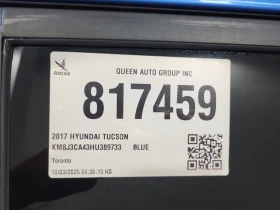 ADESA
QUEEN AUTO GROUP INC
817459
2017 HYUNDAI TUCSON
KM8J3CA43HU389733 BLUE
Toronto